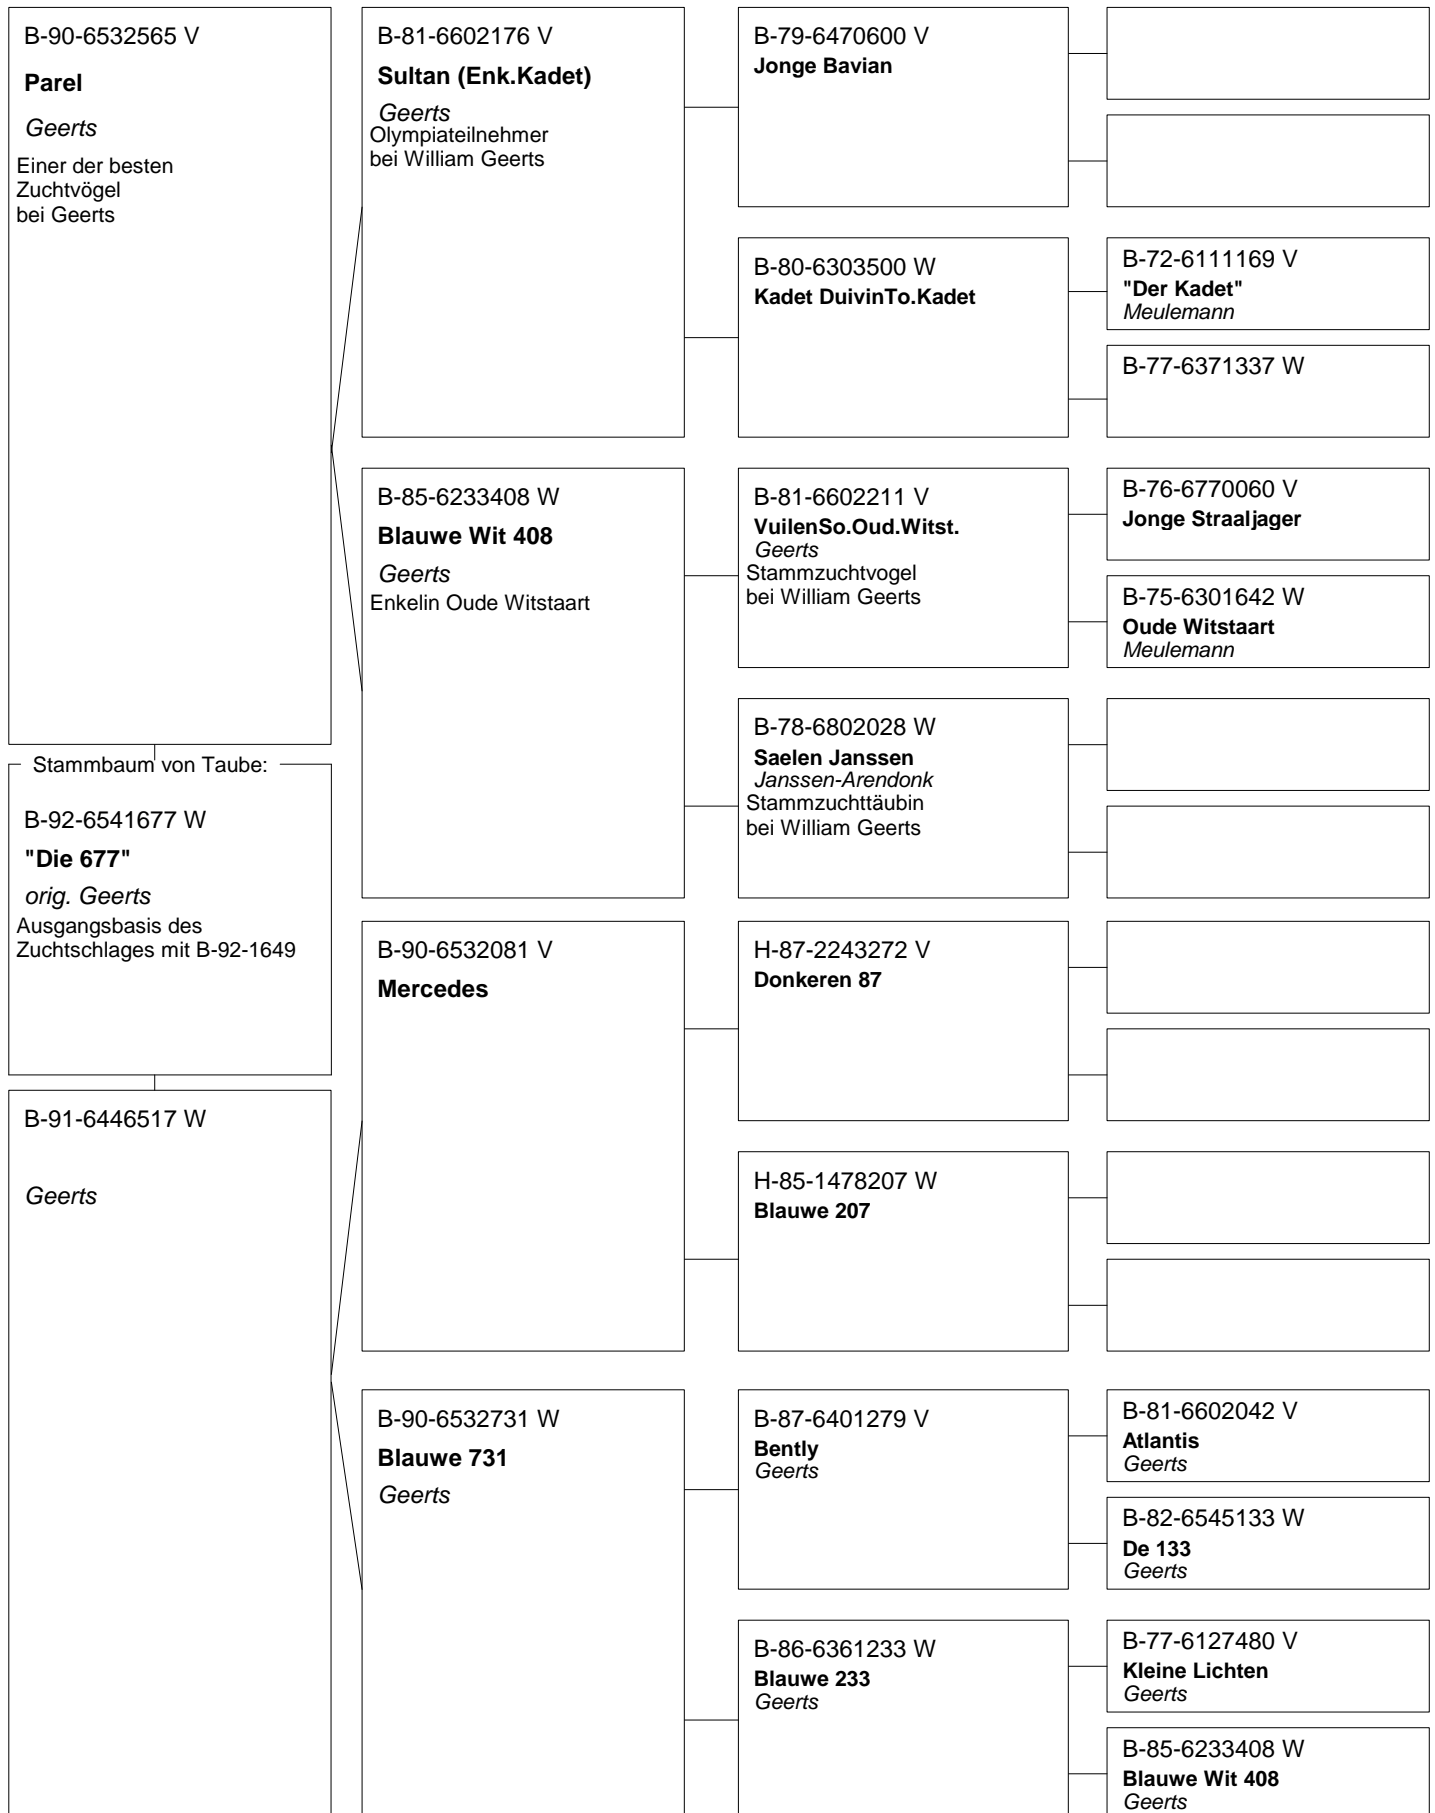 B-90-6532565 V
Parel
Geerts
Einer der besten
Zuchtvögel
bei Geerts
Stammbaum von Taube:
B-92-6541677 W
"Die 677"
orig. Geerts
Ausgangsbasis des
Zuchtschlages mit B-92-1649
B-91-6446517 W
Geerts
B-81-6602176 V
Sultan (Enk.Kadet)
Geerts
Olympiateilnehmer
bei William Geerts
B-85-6233408 W
Blauwe Wit 408
Geerts
Enkelin Oude Witstaart
B-90-6532081 V
Mercedes
B-90-6532731 W
Blauwe 731
Geerts
B-79-6470600 V
Jonge Bavian
B-80-6303500 W
Kadet DuivinTo.Kadet
B-81-6602211 V
VuilenSo.Oud.Witst.
Geerts
Stammzuchtvogel
bei William Geerts
B-78-6802028 W
Saelen Janssen
Janssen-Arendonk
Stammzuchttäubin
bei William Geerts
H-87-2243272 V
Donkeren 87
H-85-1478207 W
Blauwe 207
B-87-6401279 V
Bently
Geerts
B-86-6361233 W
Blauwe 233
Geerts
B-72-6111169 V
"Der Kadet"
Meulemann
B-77-6371337 W
B-76-6770060 V
Jonge Straaljager
B-75-6301642 W
Oude Witstaart
Meulemann
B-81-6602042 V
Atlantis
Geerts
B-82-6545133 W
De 133
Geerts
B-77-6127480 V
Kleine Lichten
Geerts
B-85-6233408 W
Blauwe Wit 408
Geerts